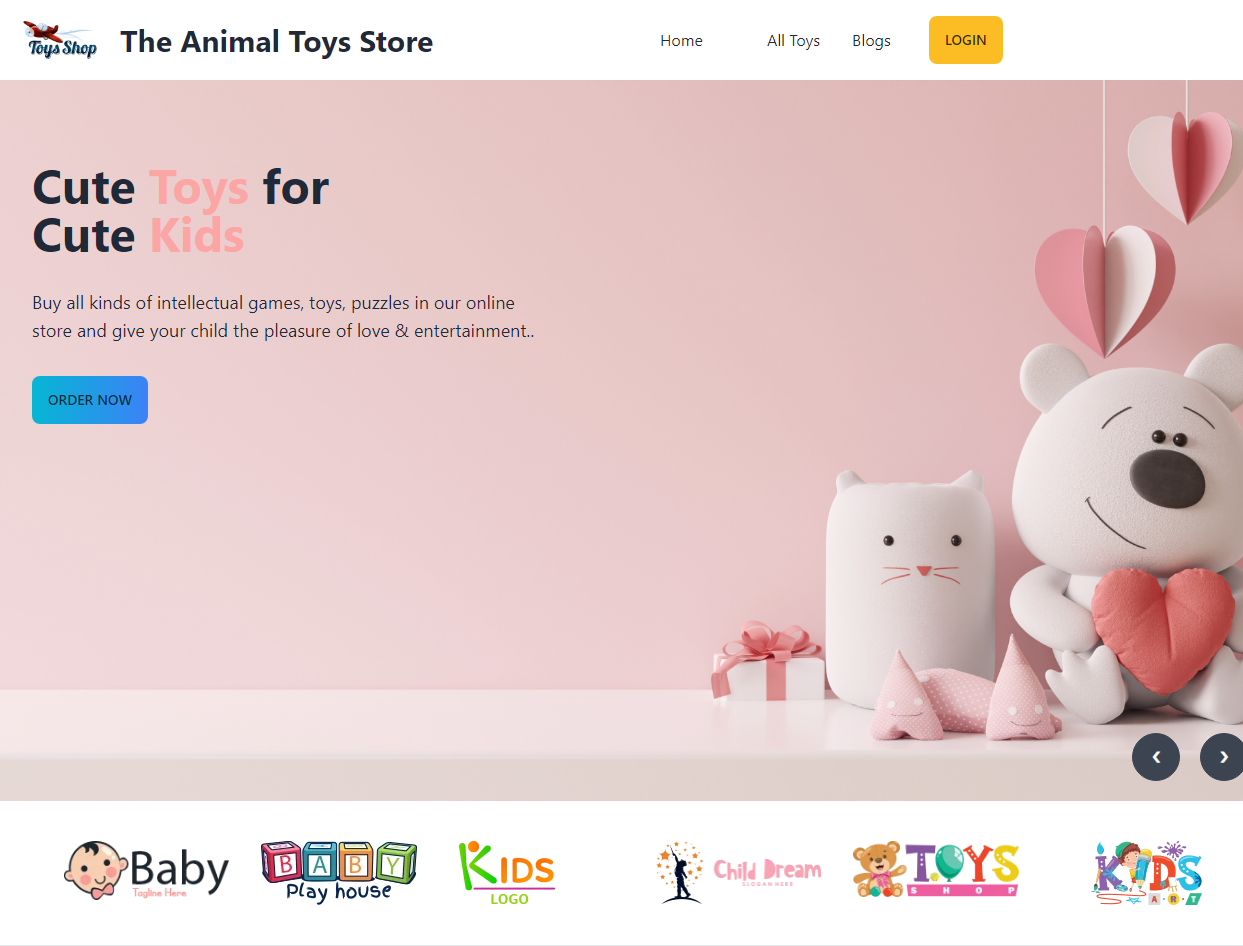 Toys Shop
The Animal Toys Store
Home
All Toys
Blogs
LOGIN
Cute Toys for
Cute Kids
Buy all kinds of intellectual games, toys, puzzles in our online
store and give your child the pleasure of love & entertainment..
ORDER NOW
‹
›
Baby
Tagline Here
BABY
Play house
KIDS
LOGO
Child Dream
SLOGAN HERE
TOYS
SHOP
KIDS
A·R·T